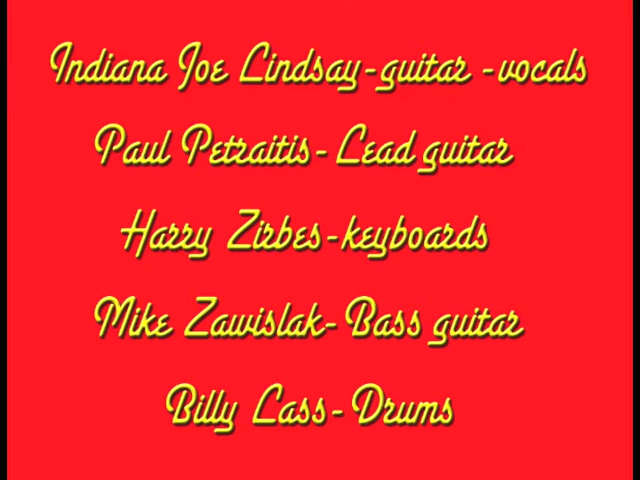 Indiana Joe Lindsay-guitar -vocals
Paul Petraitis-Lead guitar
Harry Zirbes-keyboards
Mike Zawislak-Bass guitar
Billy Lass-Drums